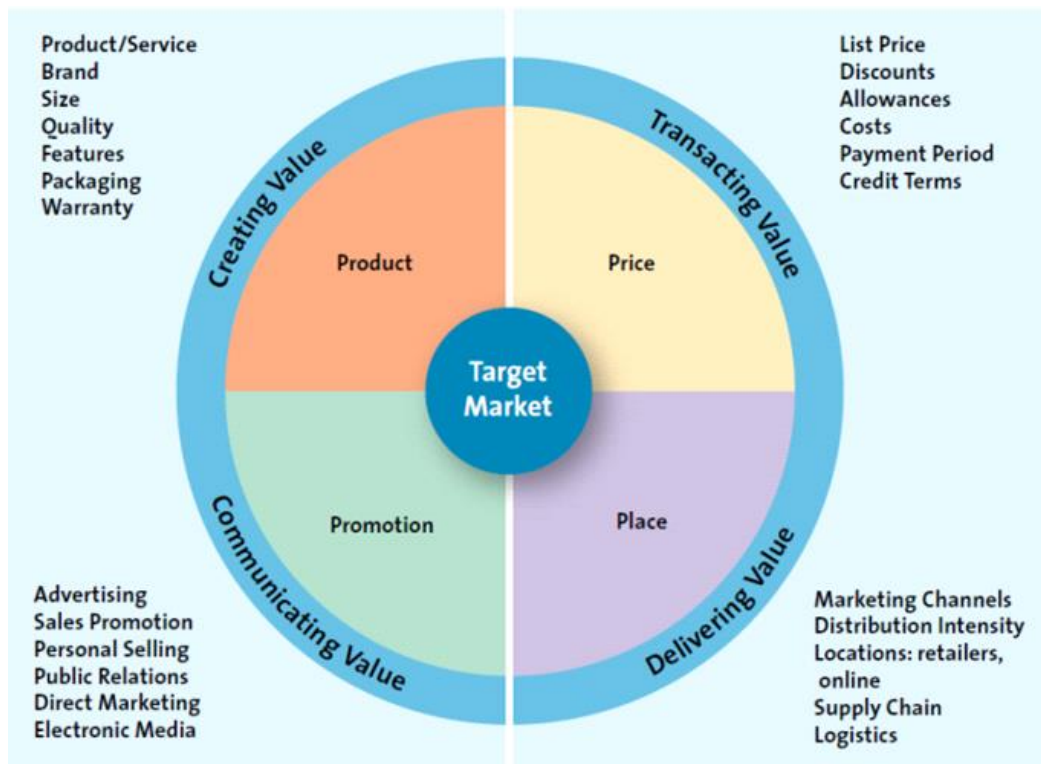 Product/Service
Brand
Size
Quality
Features
Packaging
Warranty
List Price
Discounts
Allowances
Costs
Payment Period
Credit Terms
Creating Value
Transacting Value
Product
Price
Target
Market
Promotion
Place
Communicating Value
Delivering Value
Advertising
Sales Promotion
Personal Selling
Public Relations
Direct Marketing
Electronic Media
Marketing Channels
Distribution Intensity
Locations: retailers,
online
Supply Chain
Logistics